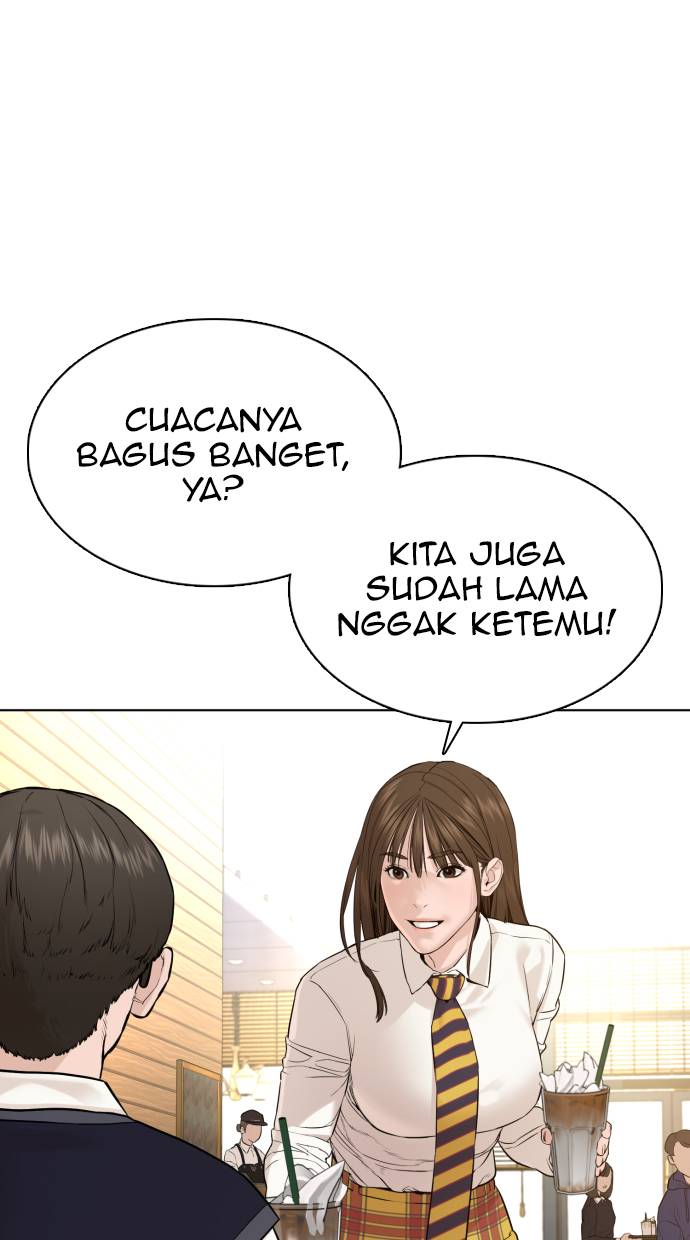 CUACANYA
BAGUS BANGET,
YA?
KITA JUGA
SUDAH LAMA
NGGAK KETEMU!